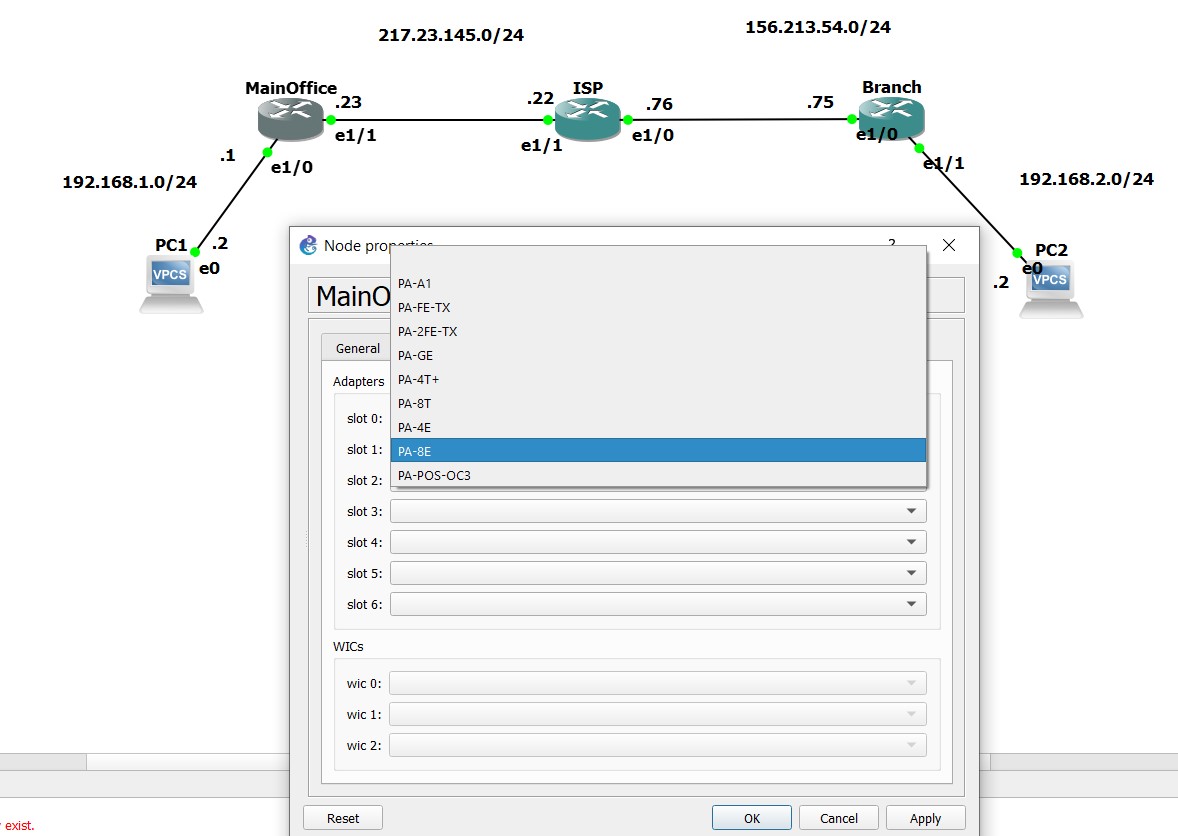 156.213.54.0/24
217.23.145.0/24
MainOffice
ISP
Branch
.23
.22
.76
.75
e1/1
e1/1
e1/0
e1/0
.1
e1/0
e1/1
192.168.1.0/24
192.168.2.0/24
PC1
.2
e0
VPCS
PC2
e0
.2
VPCS
Node properties
?
MainO
General
Adapters
PA-A1
PA-FE-TX
PA-2FE-TX
PA-GE
PA-4T+
PA-8T
PA-4E
PA-8E
PA-POS-OC3
slot 0:
slot 1:
slot 2:
slot 3:
slot 4:
slot 5:
slot 6:
WICs
wic 0:
wic 1:
wic 2:
Reset
OK
Cancel
Apply
exist.